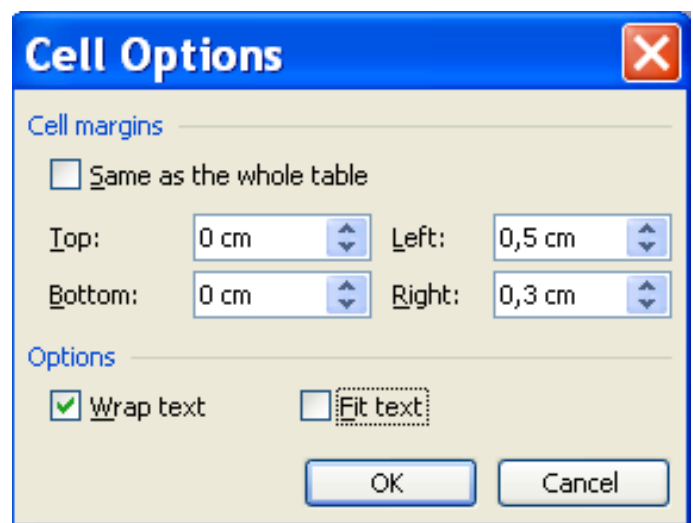 Cell Options
Cell margins
Same as the whole table
Top: 0 cm Left: 0,5 cm
Bottom: 0 cm Right: 0,3 cm
Options
Wrap text Fit text
OK Cancel